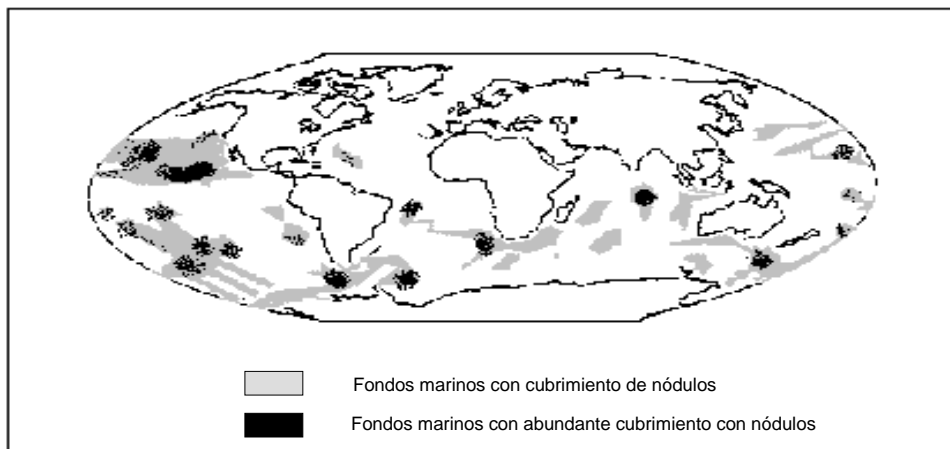 Fondos marinos con cubrimiento de nódulos
Fondos marinos con abundante cubrimiento con nódulos